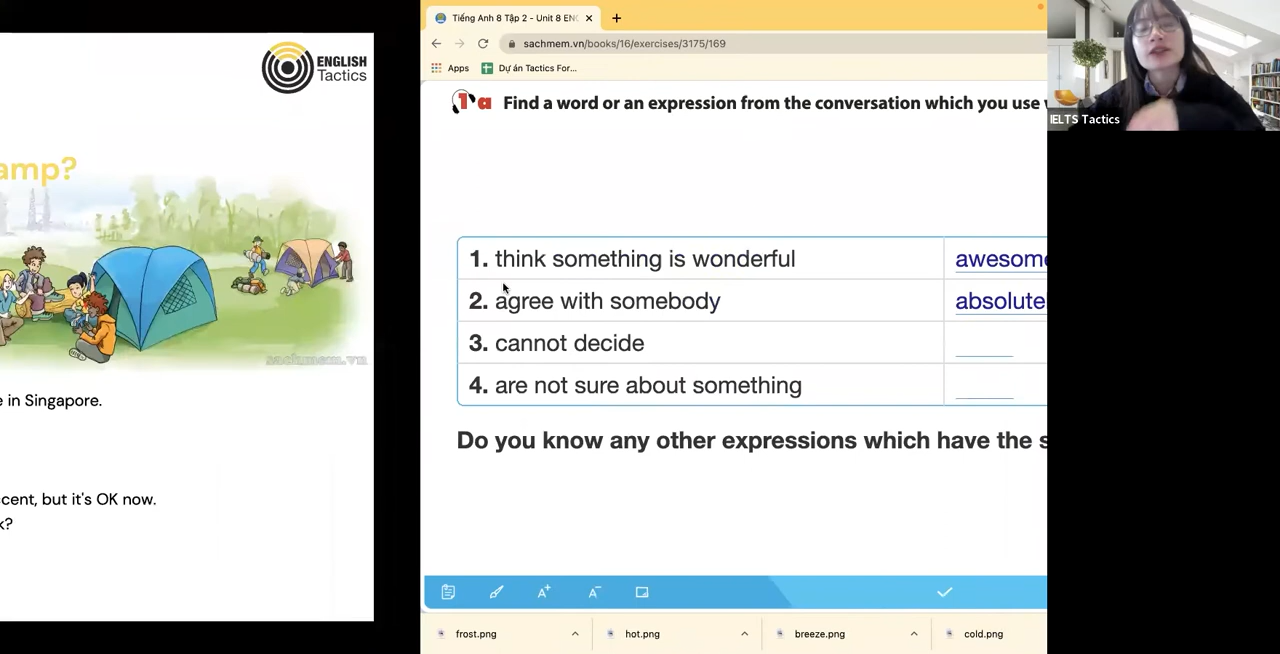 ENGLISH
Tactics
amp?
sachmem.vn
e in Singapore.
cent, but it's OK now.
k?
Tiếng Anh 8 Tập 2 - Unit 8 EN
sachmem.vn/books/16/exercises/3175/169
Apps
Dự án Tactics For...
1 a Find a word or an expression from the conversation which you use
1. think something is wonderful
awesome
2. agree with somebody
absolute
3. cannot decide
4. are not sure about something
Do you know any other expressions which have the s
A+
A-
frost.png
hot.png
breeze.png
cold.png
IELTS Tactics